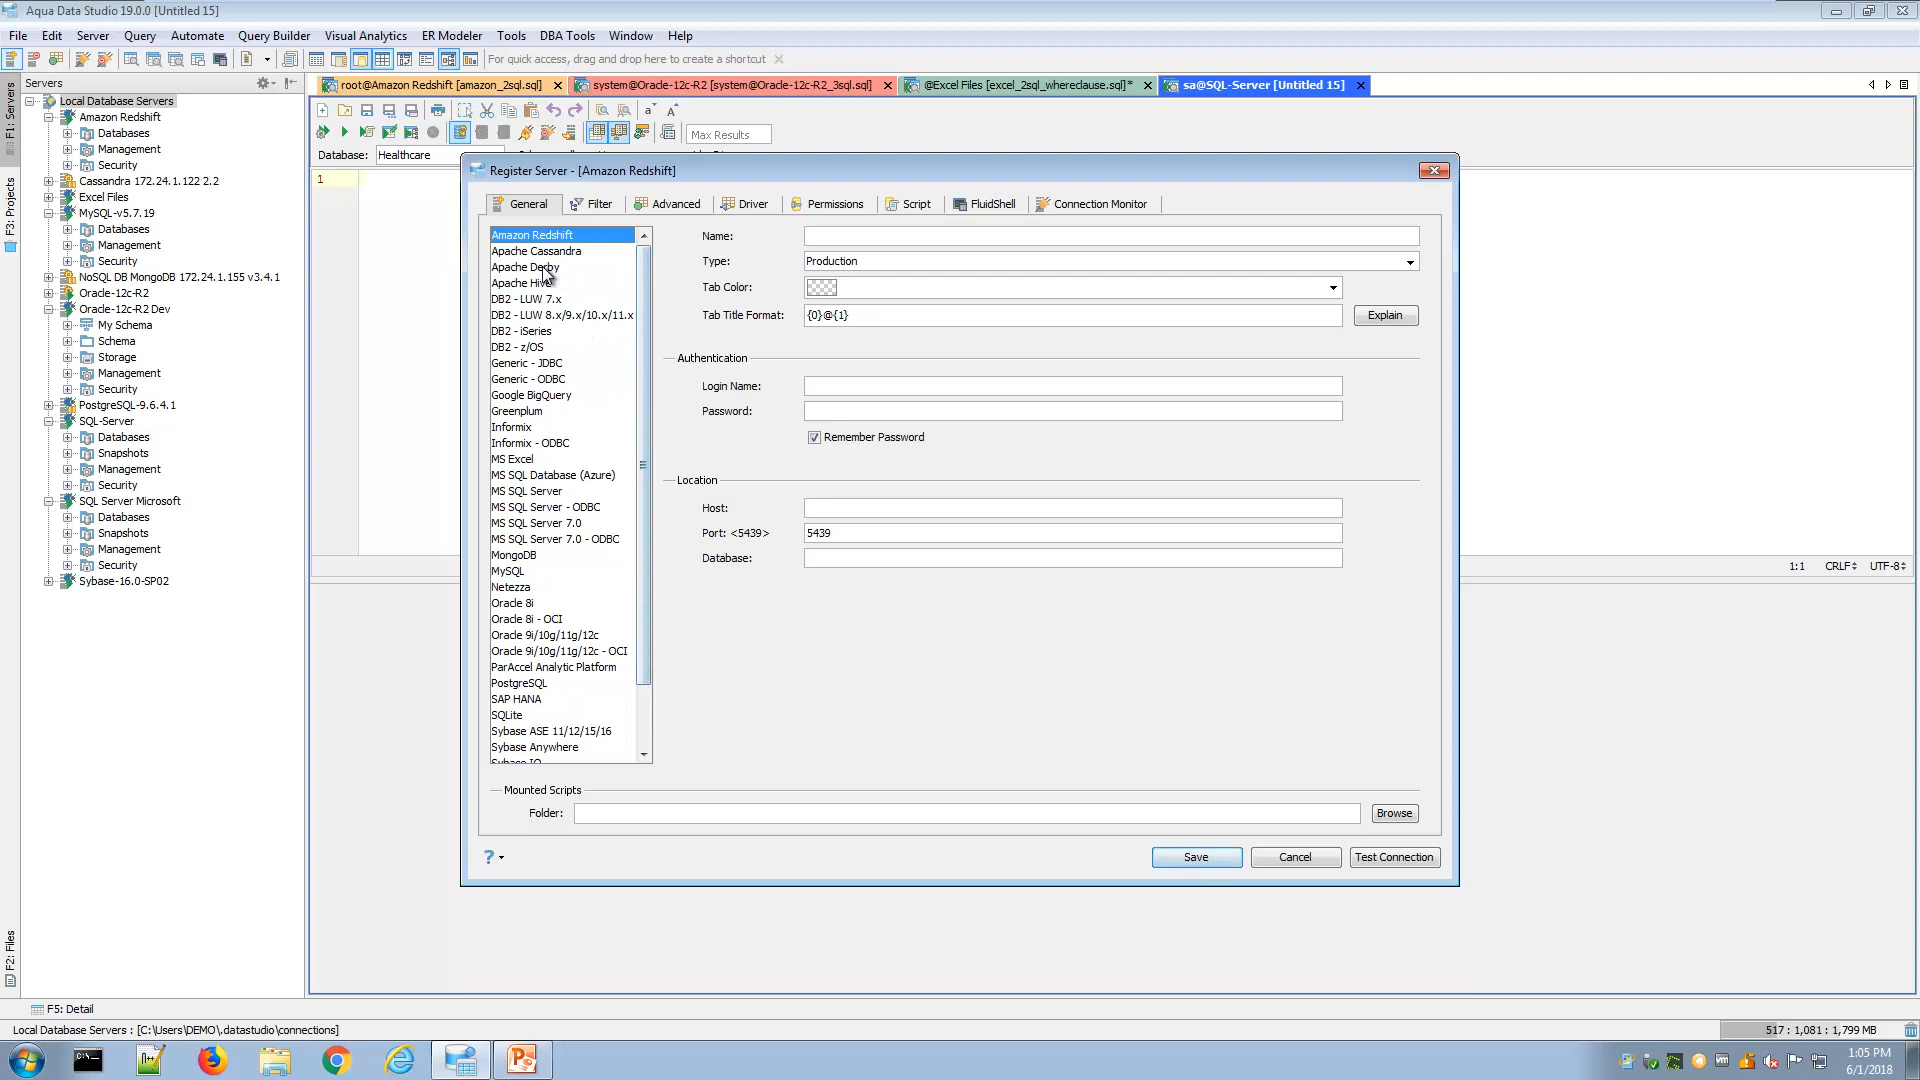 Aqua Data Studio 19.0.0 [Untitled 15]
File Edit Server Query Automate Query Builder Visual Analytics ER Modeler Tools DBA Tools Window Help
For quick access, drag and drop here to create a shortcut
Servers
F1: Servers
F3: Projects
F2: Files
Local Database Servers
Amazon Redshift
Databases
Management
Security
Cassandra 172.24.1.122 2.2
Excel Files
MySQL-v5.7.19
Databases
Management
Security
NoSQL DB MongoDB 172.24.1.155 v3.4.1
Oracle-12c-R2
Oracle-12c-R2 Dev
My Schema
Schema
Storage
Management
Security
PostgreSQL-9.6.4.1
SQL-Server
Databases
Snapshots
Management
Security
SQL Server Microsoft
Databases
Snapshots
Management
Security
Sybase-16.0-SP02
root@Amazon Redshift [amazon_2sql.sql]
system@Oracle-12c-R2 [system@Oracle-12c-R2_3sql.sql]
@Excel Files [excel_2sql_whereclause.sql]*
sa@SQL-Server [Untitled 15]
Max Results
Database: Healthcare
1
Register Server - [Amazon Redshift]
General Filter Advanced Driver Permissions Script FluidShell Connection Monitor
Amazon Redshift
Apache Cassandra
Apache Derby
Apache Hive
DB2 - LUW 7.x
DB2 - LUW 8.x/9.x/10.x/11.x
DB2 - iSeries
DB2 - z/OS
Generic - JDBC
Generic - ODBC
Google BigQuery
Greenplum
Informix
Informix - ODBC
MS Excel
MS SQL Database (Azure)
MS SQL Server
MS SQL Server - ODBC
MS SQL Server 7.0
MS SQL Server 7.0 - ODBC
MongoDB
MySQL
Netezza
Oracle 8i
Oracle 8i - OCI
Oracle 9i/10g/11g/12c
Oracle 9i/10g/11g/12c - OCI
ParAccel Analytic Platform
PostgreSQL
SAP HANA
SQLite
Sybase ASE 11/12/15/16
Sybase Anywhere
Sybase IQ
Name:
Type: Production
Tab Color:
Tab Title Format: {0}@{1} Explain
Authentication
Login Name:
Password:
Remember Password
Location
Host:
Port: <5439> 5439
Database:
Mounted Scripts
Folder: Browse
? Save Cancel Test Connection
1:1 CRLF UTF-8
F5: Detail
Local Database Servers : [C:\Users\DEMO\.datastudio\connections]
517 : 1,081 : 1,799 MB
1:05 PM
6/1/2018